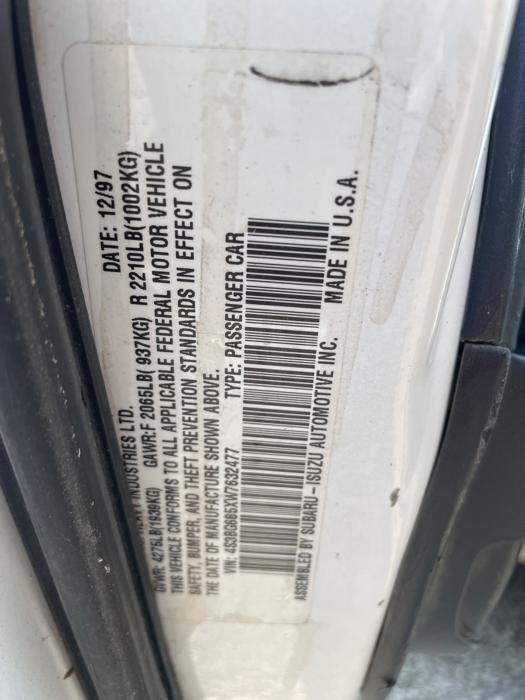 INDUSTRIES LTD. DATE: 12/97
GVWR: 4275LB(1939KG) GAWR:F 2065LB( 937KG) R 2210LB(1002KG)
THIS VEHICLE CONFORMS TO ALL APPLICABLE FEDERAL MOTOR VEHICLE
SAFETY, BUMPER, AND THEFT PREVENTION STANDARDS IN EFFECT ON
THE DATE OF MANUFACTURE SHOWN ABOVE.
VIN: 4S3BG685XW7632477 TYPE: PASSENGER CAR
ASSEMBLED BY SUBARU-ISUZU AUTOMOTIVE INC. MADE IN U.S.A.